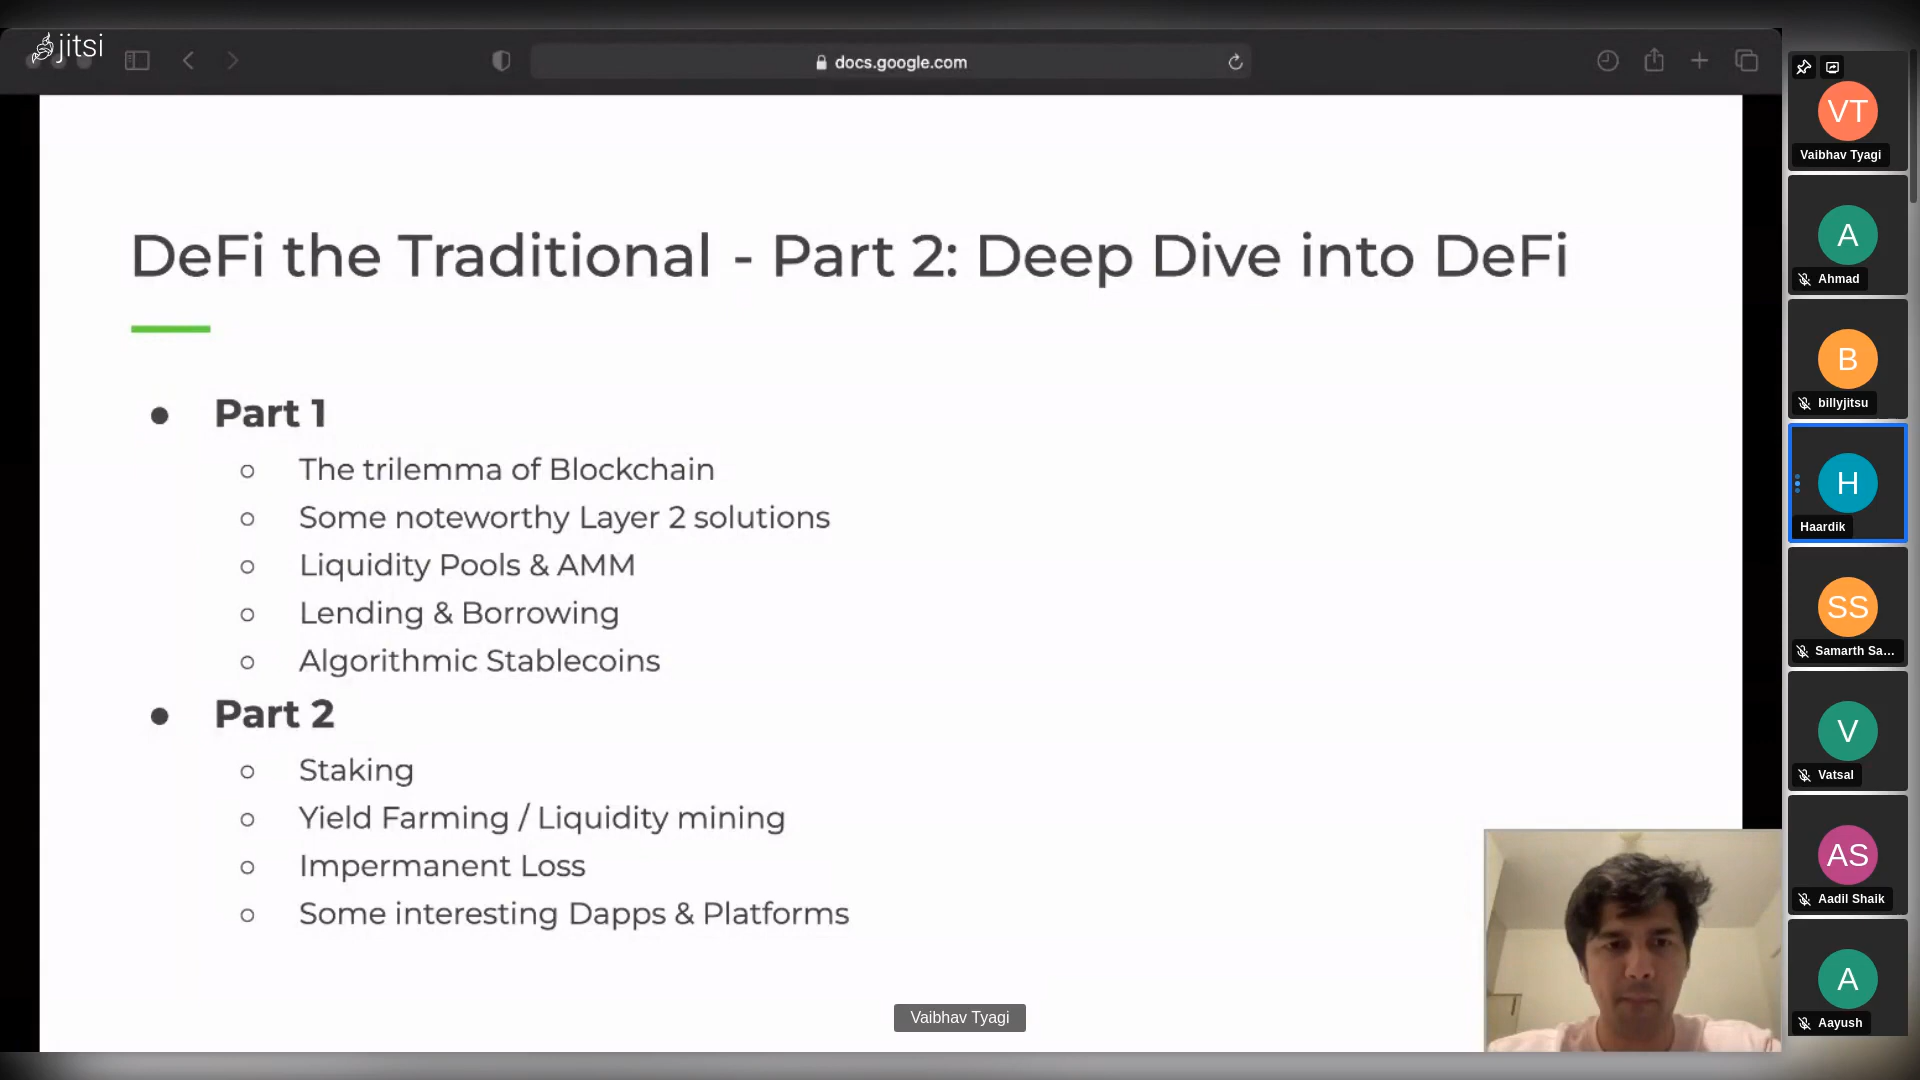 jitsi
docs.google.com
DeFi the Traditional - Part 2: Deep Dive into DeFi
● Part 1
○ The trilemma of Blockchain
○ Some noteworthy Layer 2 solutions
○ Liquidity Pools & AMM
○ Lending & Borrowing
○ Algorithmic Stablecoins
● Part 2
○ Staking
○ Yield Farming / Liquidity mining
○ Impermanent Loss
○ Some interesting Dapps & Platforms
Vaibhav Tyagi
VT
Vaibhav Tyagi
A
Ahmad
B
billyjitsu
H
Haardik
SS
Samarth Sa...
V
Vatsal
AS
Aadil Shaik
A
Aayush